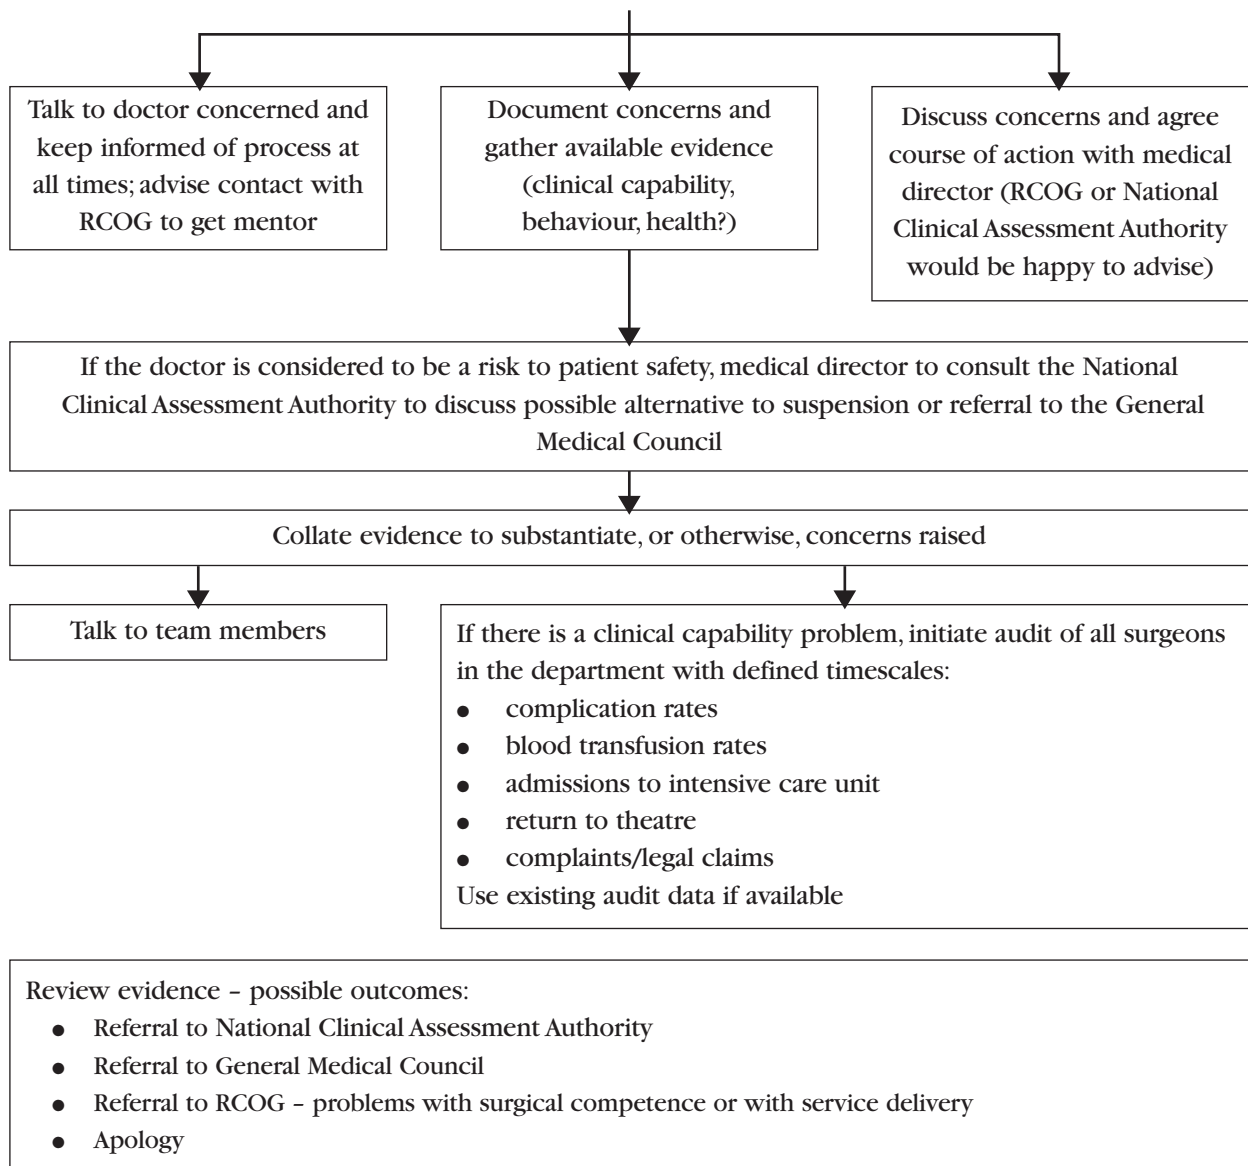 Talk to doctor concerned and
keep informed of process at
all times; advise contact with
RCOG to get mentor
Document concerns and
gather available evidence
(clinical capability,
behaviour, health?)
Discuss concerns and agree
course of action with medical
director (RCOG or National
Clinical Assessment Authority
would be happy to advise)
If the doctor is considered to be a risk to patient safety, medical director to consult the National
Clinical Assessment Authority to discuss possible alternative to suspension or referral to the General
Medical Council
Collate evidence to substantiate, or otherwise, concerns raised
Talk to team members
If there is a clinical capability problem, initiate audit of all surgeons
in the department with defined timescales:
● complication rates
● blood transfusion rates
● admissions to intensive care unit
● return to theatre
● complaints/legal claims
Use existing audit data if available
Review evidence – possible outcomes:
● Referral to National Clinical Assessment Authority
● Referral to General Medical Council
● Referral to RCOG – problems with surgical competence or with service delivery
● Apology